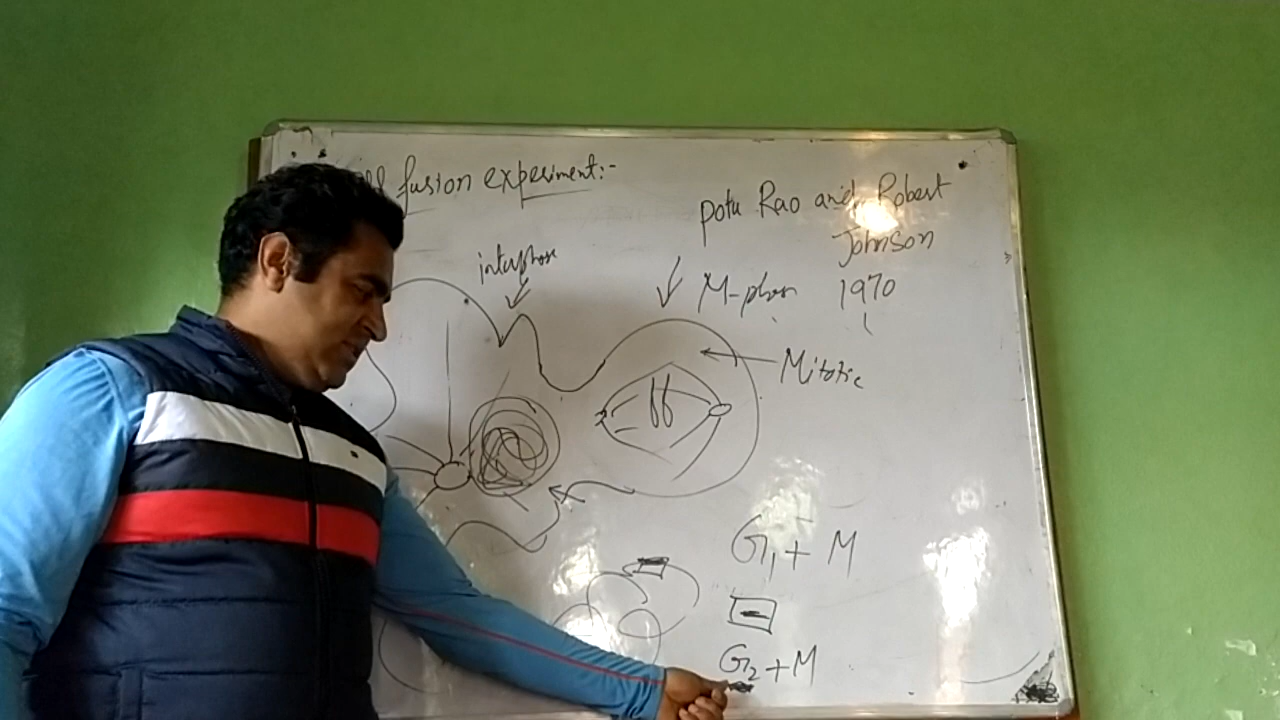 fusion experiment:-
Potu Rao and Robert
Johnson
interphase
M-phase 1970
Mitotic
G1 + M
G2 + M